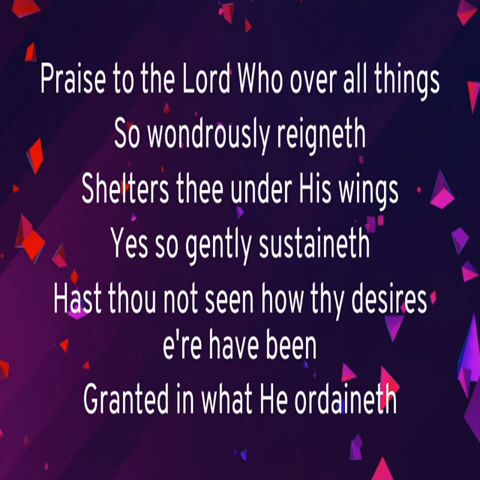 Praise to the Lord Who over all things
So wondrously reigneth
Shelters thee under His wings
Yes so gently sustaineth
Hast thou not seen how thy desires
e're have been
Granted in what He ordaineth